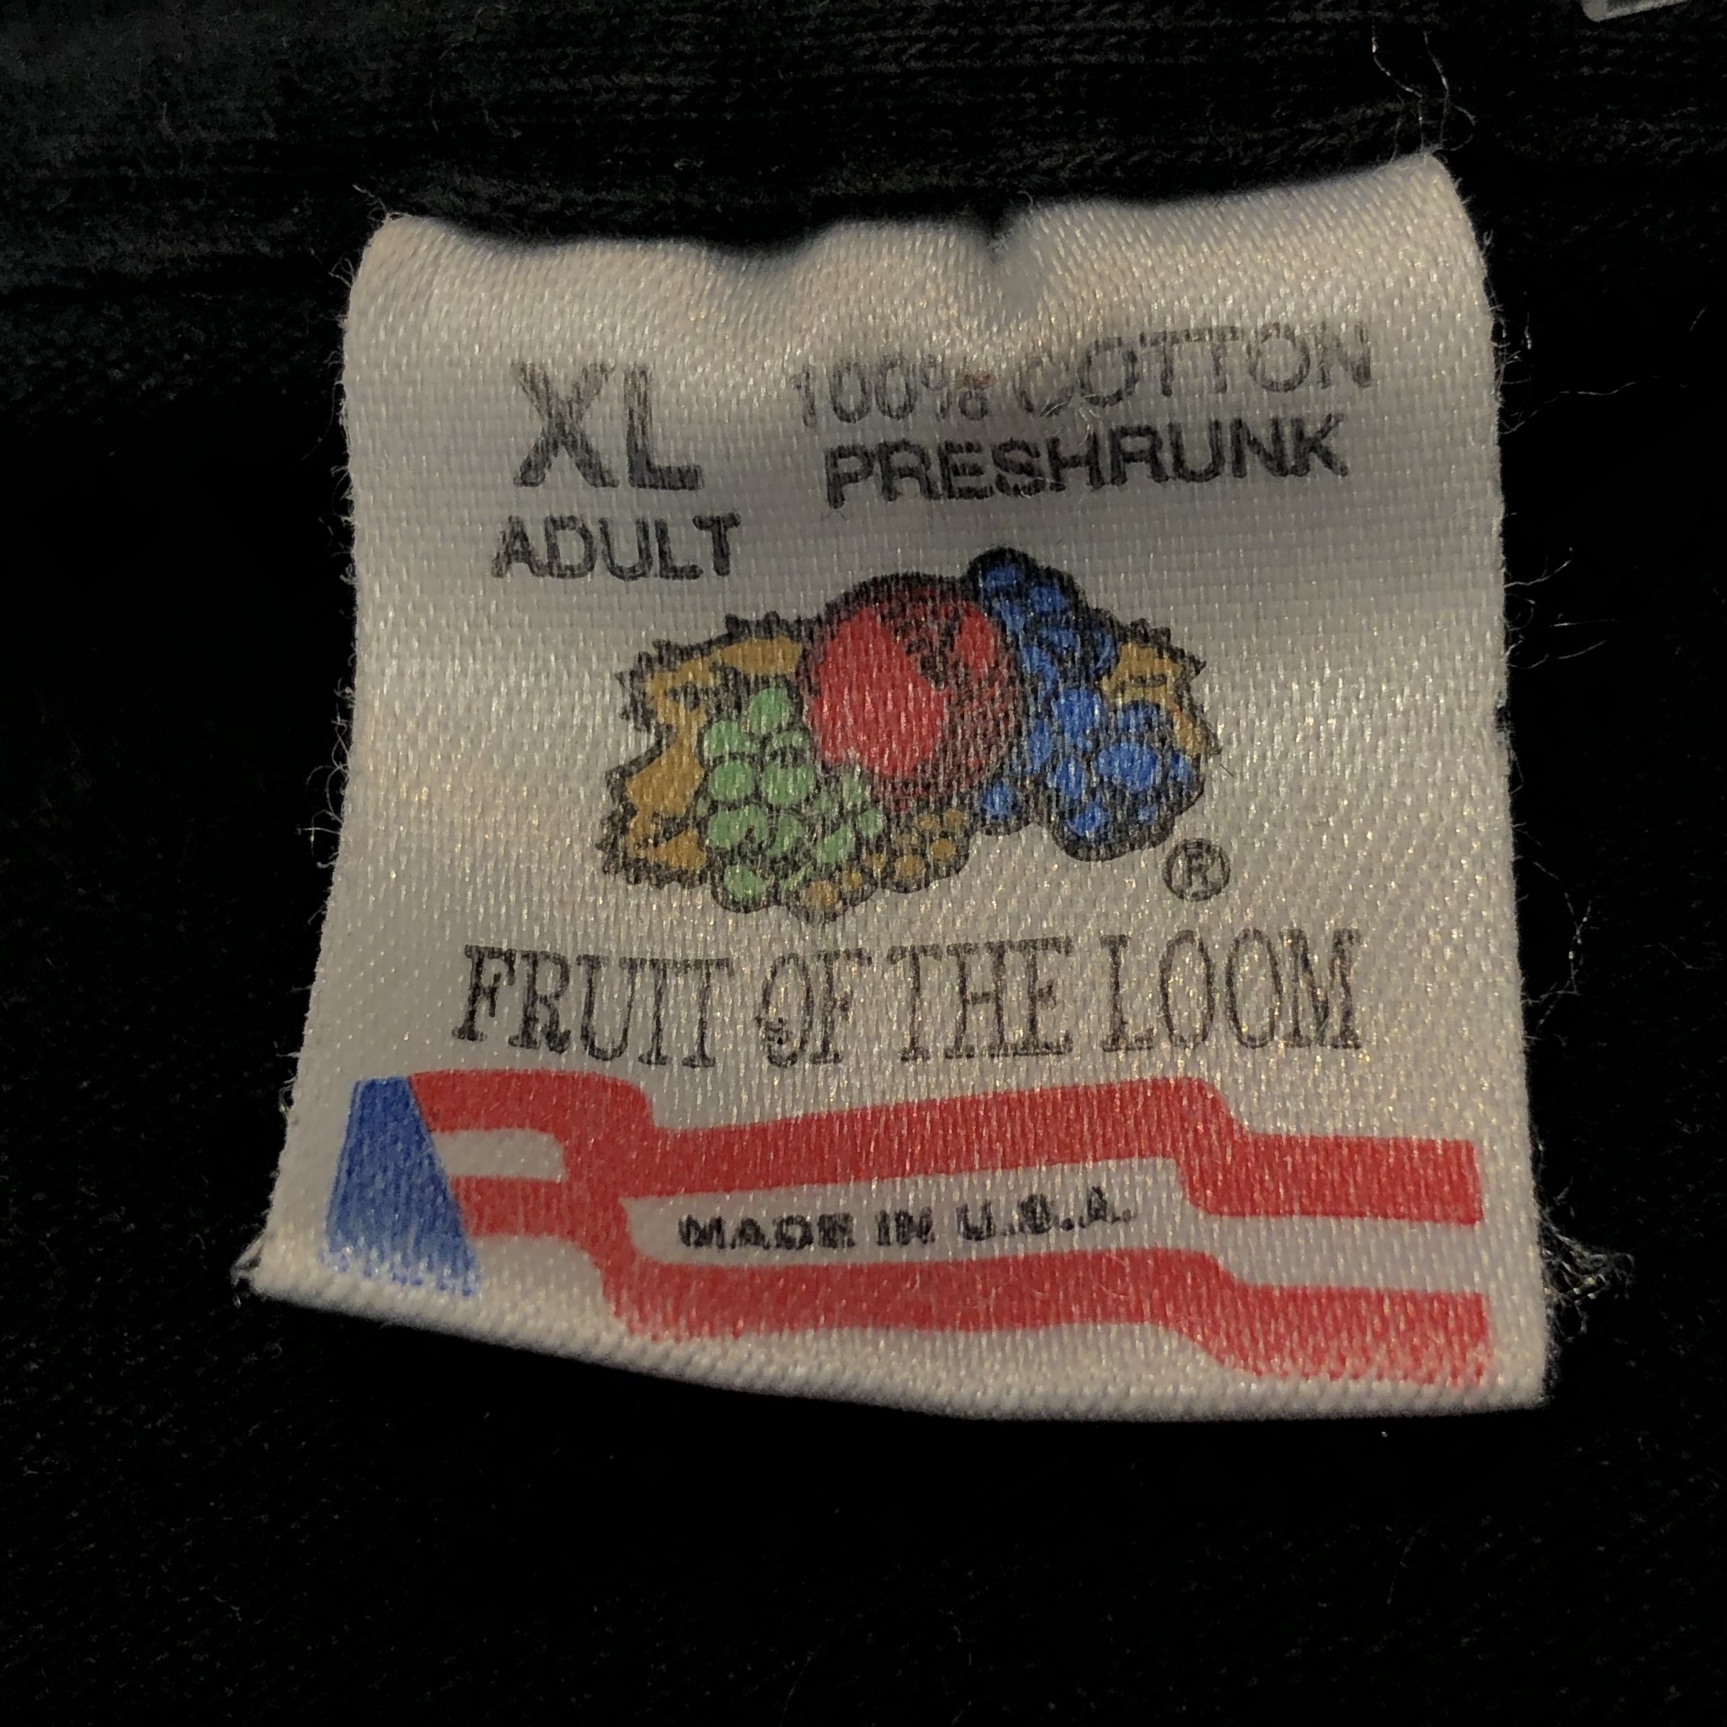 XL
ADULT
100% COTTON
PRESHRUNK
®
FRUIT OF THE LOOM
MADE IN U.S.A.